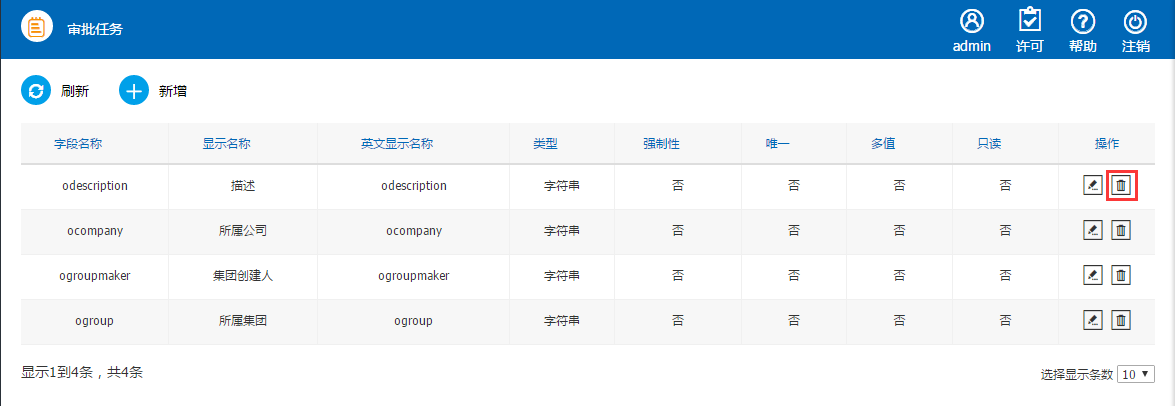 审批任务
admin 许可 帮助 注销
刷新 新增
字段名称 显示名称 英文显示名称 类型 强制性 唯一 多值 只读 操作
odescription 描述 odescription 字符串 否 否 否 否
ocompany 所属公司 ocompany 字符串 否 否 否 否
ogroupmaker 集团创建人 ogroupmaker 字符串 否 否 否 否
ogroup 所属集团 ogroup 字符串 否 否 否 否
显示1到4条，共4条 选择显示条数 10